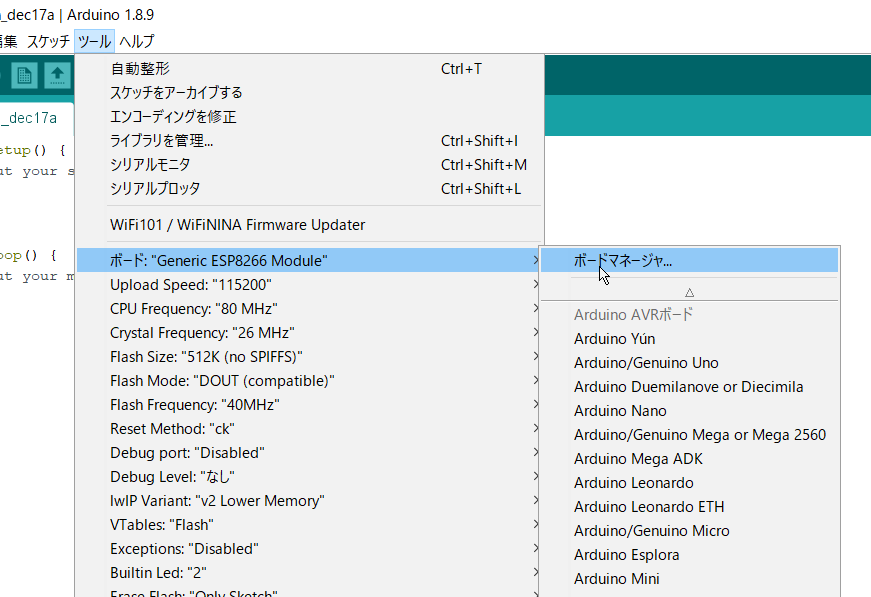 _dec17a | Arduino 1.8.9
編集 スケッチ ツール ヘルプ
_dec17a
etup() {
ut your s
oop() {
ut your m
自動整形 Ctrl+T
スケッチをアーカイブする
エンコーディングを修正
ライブラリを管理... Ctrl+Shift+I
シリアルモニタ Ctrl+Shift+M
シリアルプロッタ Ctrl+Shift+L
WiFi101 / WiFiNINA Firmware Updater
ボード: "Generic ESP8266 Module"
Upload Speed: "115200"
CPU Frequency: "80 MHz"
Crystal Frequency: "26 MHz"
Flash Size: "512K (no SPIFFS)"
Flash Mode: "DOUT (compatible)"
Flash Frequency: "40MHz"
Reset Method: "ck"
Debug port: "Disabled"
Debug Level: "なし"
lwIP Variant: "v2 Lower Memory"
VTables: "Flash"
Exceptions: "Disabled"
Builtin Led: "2"
Erase Flash: "Only Sketch"
ボードマネージャ...
Arduino AVRボード
Arduino Yún
Arduino/Genuino Uno
Arduino Duemilanove or Diecimila
Arduino Nano
Arduino/Genuino Mega or Mega 2560
Arduino Mega ADK
Arduino Leonardo
Arduino Leonardo ETH
Arduino/Genuino Micro
Arduino Esplora
Arduino Mini